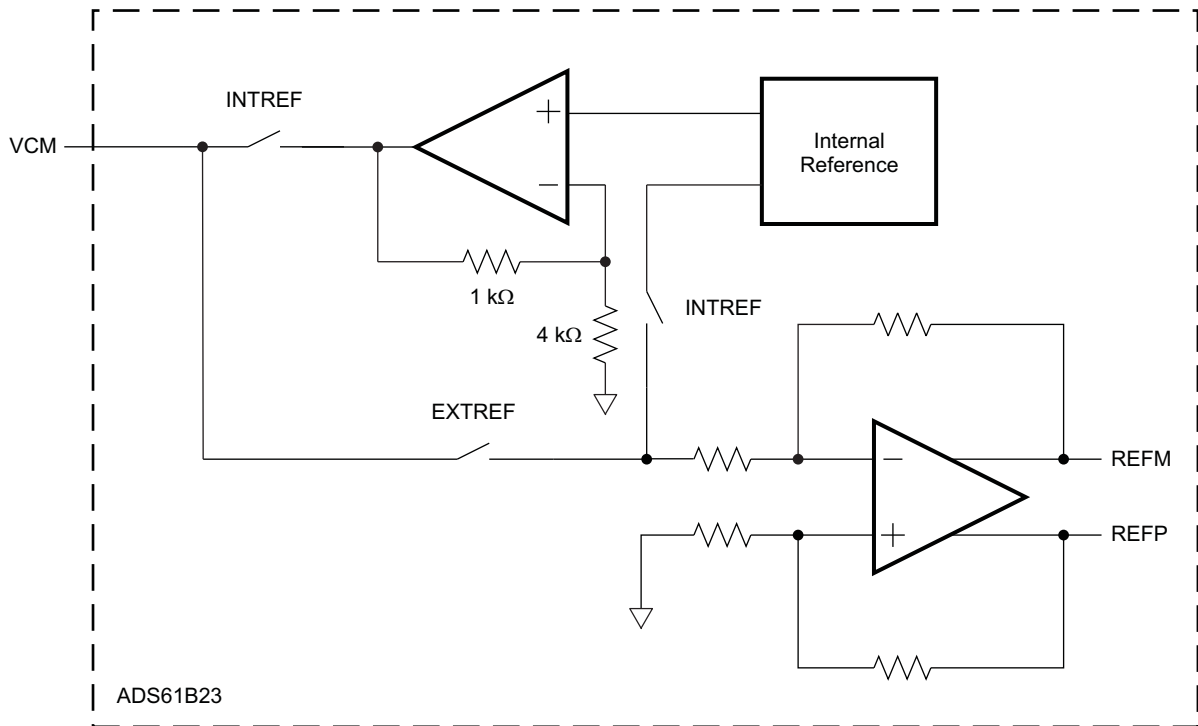 INTREF
VCM
+
−
Internal
Reference
1 kΩ
INTREF
4 kΩ
EXTREF
−
REFM
+
REFP
ADS61B23